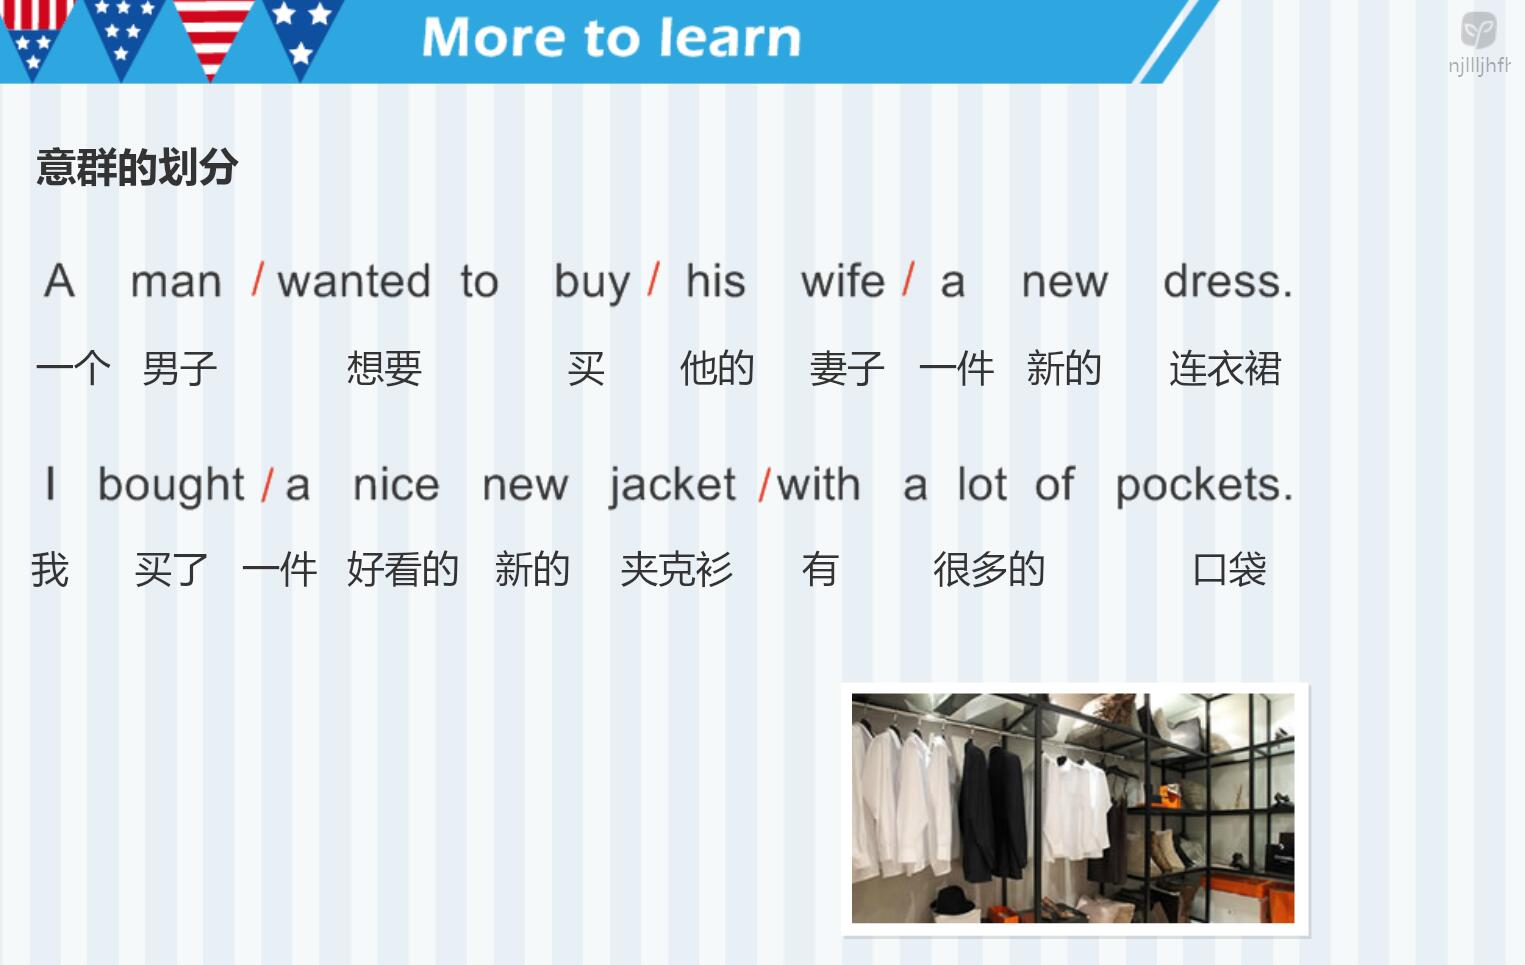 More to learn
njllljhfh
意群的划分
A man / wanted to buy / his wife / a new dress.
一个 男子 想要 买 他的 妻子 一件 新的 连衣裙
I bought / a nice new jacket / with a lot of pockets.
我 买了 一件 好看的 新的 夹克衫 有 很多的 口袋